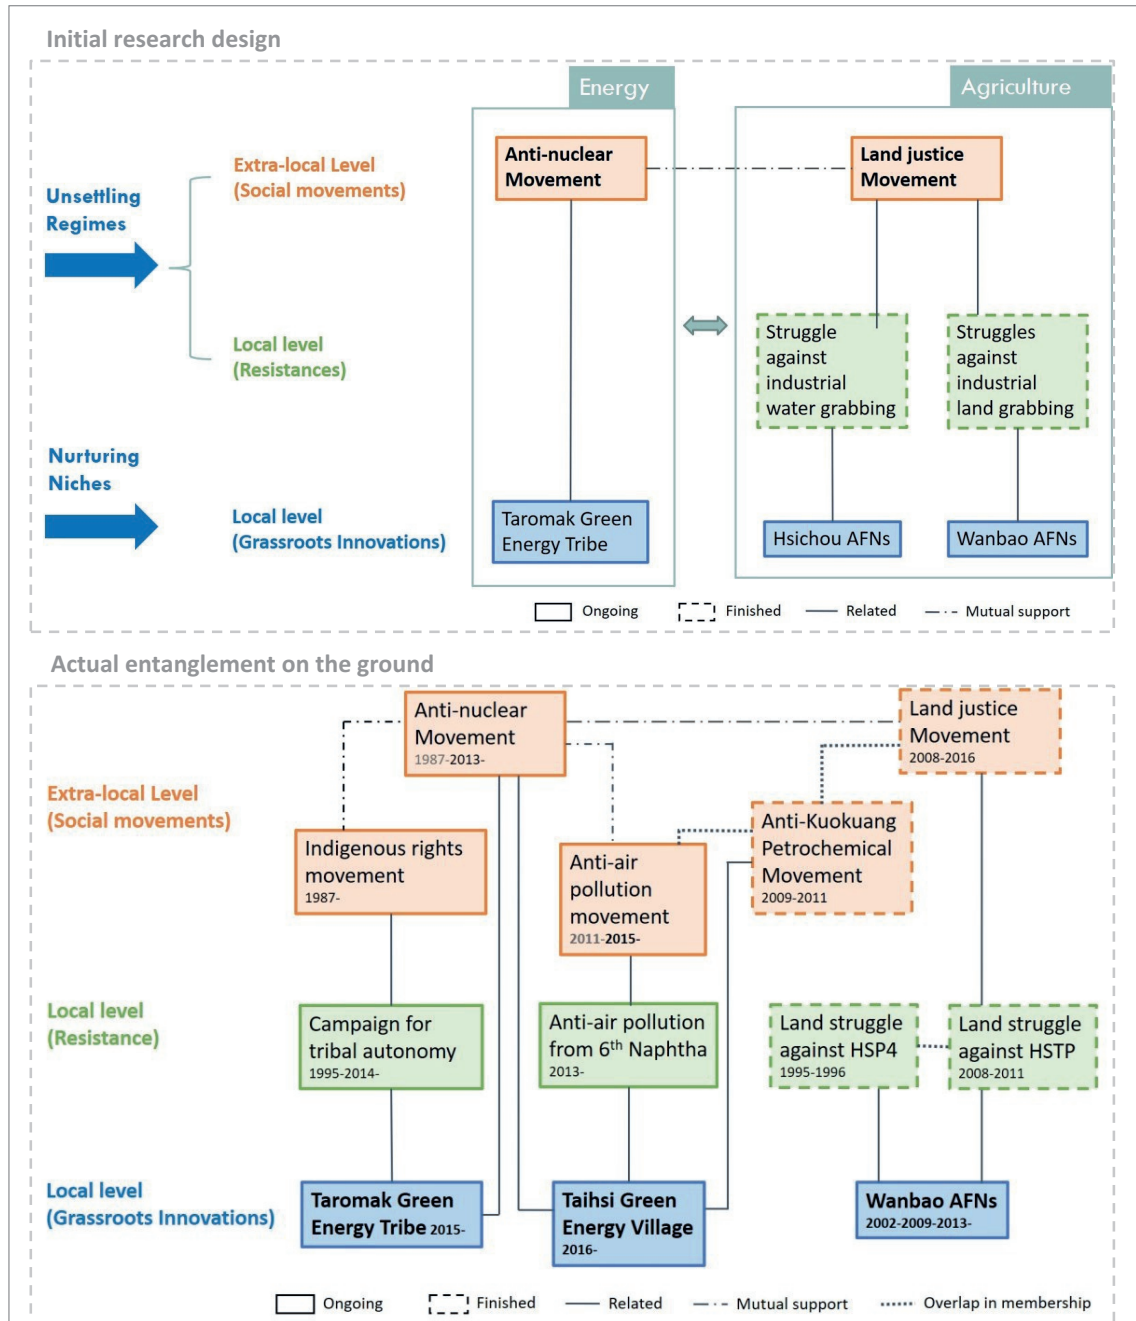 Initial research design
Energy
Agriculture
Extra-local Level
(Social movements)
Anti-nuclear
Movement
Land justice
Movement
Unsettling
Regimes
Local level
(Resistances)
Struggle
against
industrial
water grabbing
Struggles
against
industrial
land grabbing
Nurturing
Niches
Local level
(Grassroots Innovations)
Taromak Green
Energy Tribe
Hsichou AFNs
Wanbao AFNs
Ongoing
Finished
Related
Mutual support
Actual entanglement on the ground
Anti-nuclear
Movement
1987-2013-
Land justice
Movement
2008-2016
Extra-local Level
(Social movements)
Indigenous rights
movement
1987-
Anti-air
pollution
movement
2011-2015-
Anti-Kuokuang
Petrochemical
Movement
2009-2011
Local level
(Resistance)
Campaign for
tribal autonomy
1995-2014-
Anti-air pollution
from 6th Naphtha
2013-
Land struggle
against HSP4
1995-1996
Land struggle
against HSTP
2008-2011
Local level
(Grassroots Innovations)
Taromak Green
Energy Tribe 2015-
Taihsi Green
Energy Village
2016-
Wanbao AFNs
2002-2009-2013-
Ongoing
Finished
Related
Mutual support
Overlap in membership